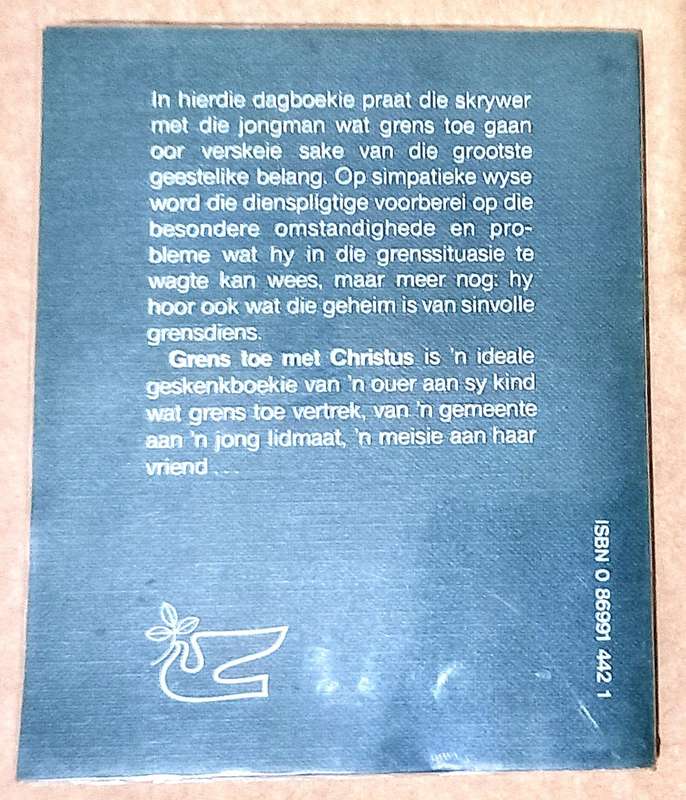 In hierdie dagboekie praat die skrywer
met die jongman wat grens toe gaan
oor verskeie sake van die grootste
geestelike belang. Op simpatieke wyse
word die dienspligtige voorberei op die
besondere omstandighede en pro-
bleme wat hy in die grenssituasie te
wagte kan wees, maar meer nog: hy
hoor ook wat die geheim is van sinvolle
grensdiens.
Grens toe met Christus is 'n ideale
geskenkboekie van 'n ouer aan sy kind
wat grens toe vertrek, van 'n gemeente
aan 'n jong lidmaat, 'n meisie aan haar
vriend . . .
ISBN 0 86991 442 1